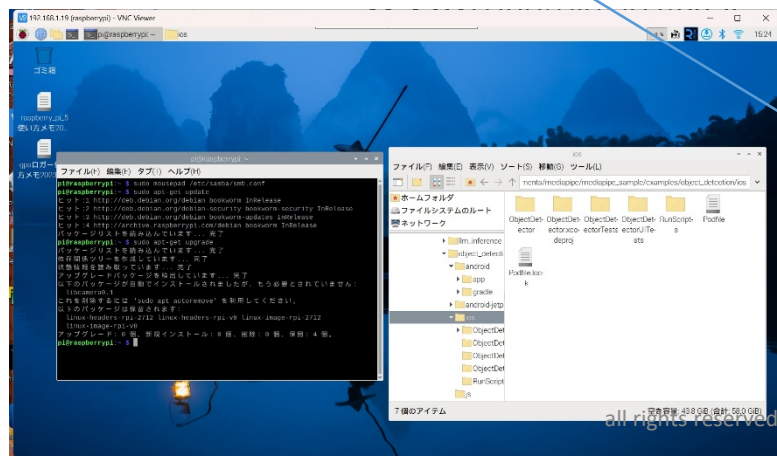 192.168.1.19 (raspberrypi) - VNC Viewer
pi@raspberrypi: ~
ios
15:24
ゴミ箱
raspberry_pi_5
使い方メモ20...
pi@raspberrypi: ~
ファイル(F) 編集(E) タブ(T) ヘルプ(H)
pi@raspberrypi:~ $ sudo mousepad /etc/samba/smb.conf
pi@raspberrypi:~ $ sudo apt-get update
ヒット:1 http://deb.debian.org/debian bookworm InRelease
ヒット:2 http://deb.debian.org/debian-security bookworm-security InRelease
ヒット:3 http://deb.debian.org/debian bookworm-updates InRelease
ヒット:4 http://archive.raspberrypi.com/debian bookworm InRelease
パッケージリストを読み込んでいます... 完了
pi@raspberrypi:~ $ sudo apt-get upgrade
パッケージリストを読み込んでいます... 完了
依存関係ツリーを作成しています... 完了
状態情報を読み取っています... 完了
アップグレードパッケージを検出しています... 完了
以下のパッケージが自動でインストールされましたが、もう必要とされていません:
libcamera0.1
これを削除するには 'sudo apt autoremove' を利用してください。
以下のパッケージは保留されます:
linux-headers-rpi-2712 linux-headers-rpi-v8 linux-image-rpi-2712
linux-image-rpi-v8
アップグレード: 0 個、新規インストール: 0 個、削除: 0 個、保留: 4 個。
pi@raspberrypi:~ $
ios
ファイル(F) 編集(E) 表示(V) ソート(S) 移動(G) ツール(L)
ments/mediapipe/mediapipe_sample/examples/object_detection/ios
ホームフォルダ
ファイルシステムのルート
ネットワーク
llm_inference
object_detecti
android
app
gradle
android-jetp
ios
ObjectDet
ObjectDet
ObjectDet
RunScript
js
ObjectDetector
ObjectDetector.xcodeproj
ObjectDetectorTests
ObjectDetectorUITests
RunScripts
Podfile
Podfile.lock
7 個のアイテム
空き容量: 43.8 GiB (合計: 58.0 GiB)
all rights reserved